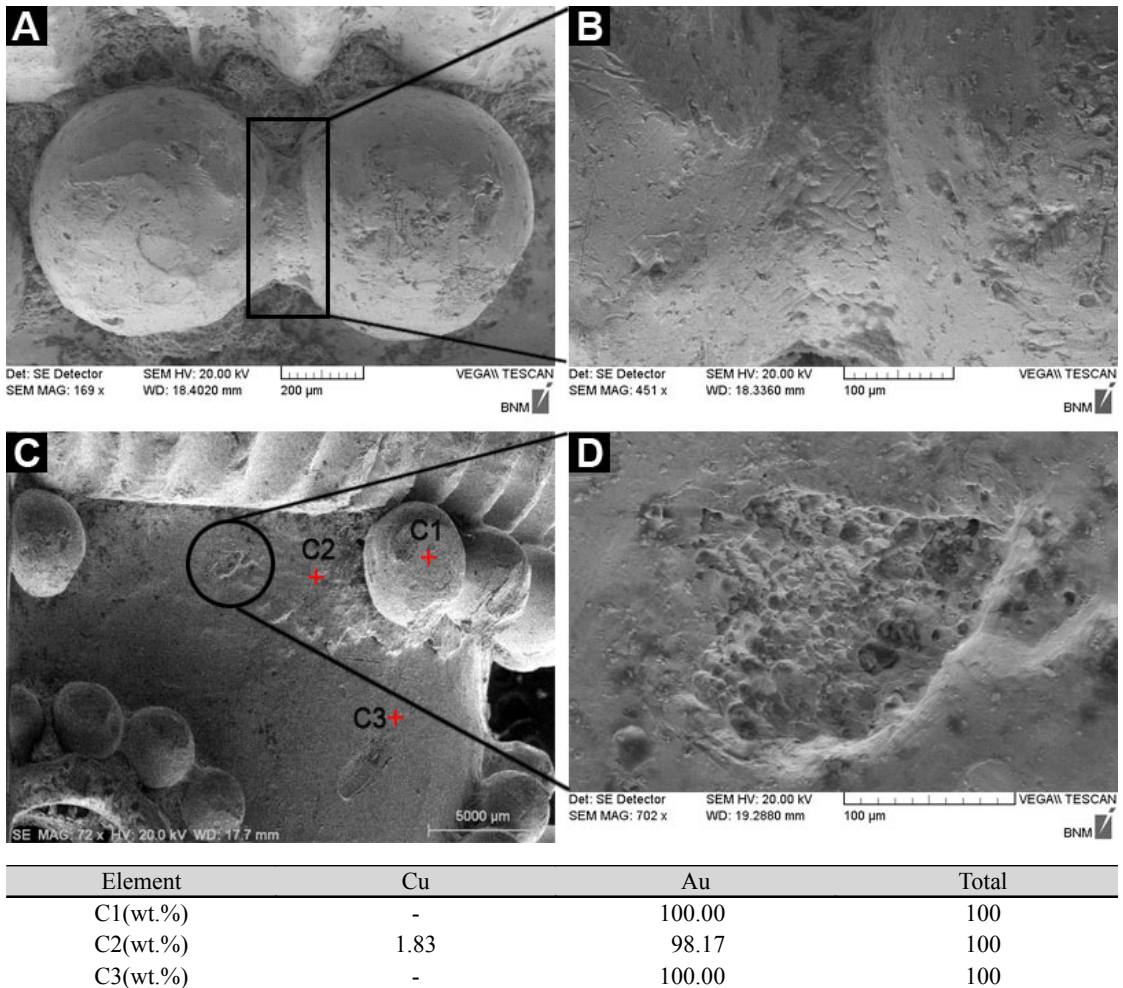 A
B
Det: SE Detector SEM HV: 20.00 kV VEGA\\ TESCAN
SEM MAG: 169 x WD: 18.4020 mm 200 µm
BNM
Det: SE Detector SEM HV: 20.00 kV VEGA\\ TESCAN
SEM MAG: 451 x WD: 18.3360 mm 100 µm
BNM
C
C1
C2
C3
SE MAG: 72 x HV: 20.0 kV WD: 17.7 mm 5000 µm
D
Det: SE Detector SEM HV: 20.00 kV VEGA\\ TESCAN
SEM MAG: 702 x WD: 19.2880 mm 100 µm
BNM
Element Cu Au Total
C1(wt.%) - 100.00 100
C2(wt.%) 1.83 98.17 100
C3(wt.%) - 100.00 100